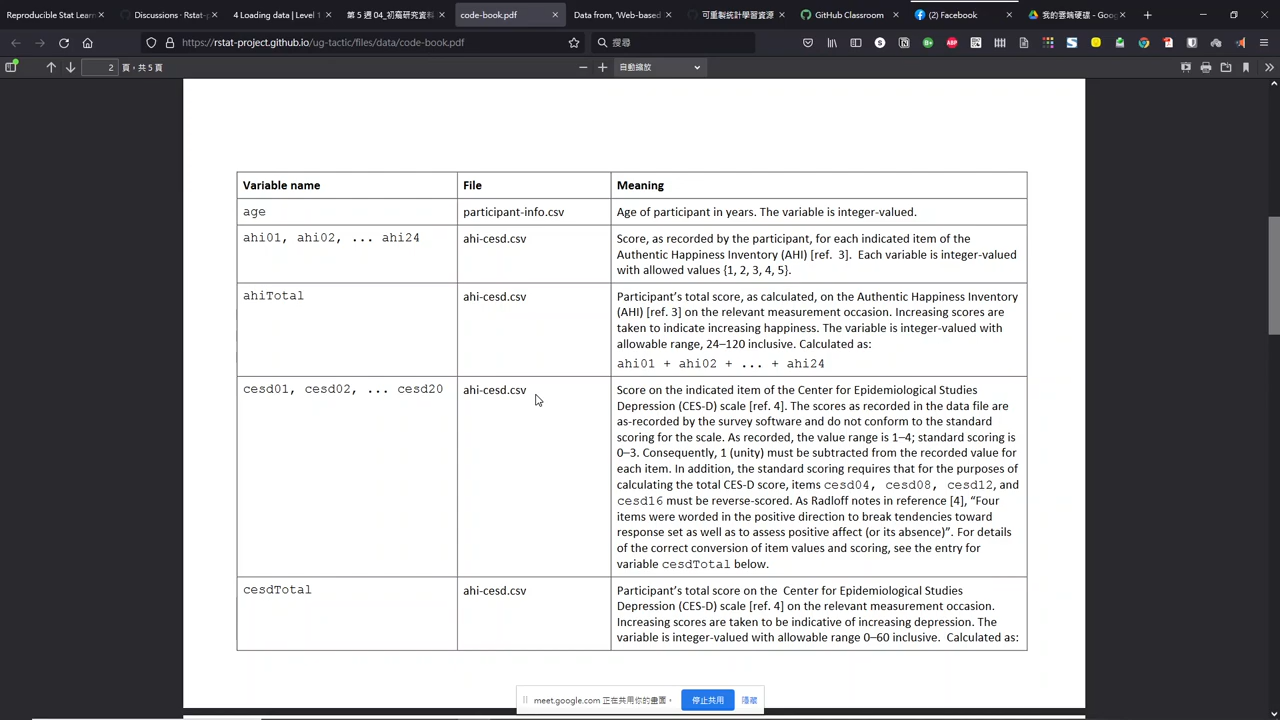 Reproducible Stat Learn
Discussions · Rstat-p
4 Loading data | Level 1
第 5 週 04_初窺研究資料
code-book.pdf
Data from, 'Web-based
可重製統計學習資源
GitHub Classroom
(2) Facebook
我的雲端硬碟 - Goog
https://rstat-project.github.io/ug-tactic/files/data/code-book.pdf
搜尋
2 頁，共 5 頁
自動縮放
Variable name File Meaning
age participant-info.csv Age of participant in years. The variable is integer-valued.
ahi01, ahi02, ... ahi24 ahi-cesd.csv Score, as recorded by the participant, for each indicated item of the
Authentic Happiness Inventory (AHI) [ref. 3]. Each variable is integer-valued
with allowed values {1, 2, 3, 4, 5}.
ahiTotal ahi-cesd.csv Participant's total score, as calculated, on the Authentic Happiness Inventory
(AHI) [ref. 3] on the relevant measurement occasion. Increasing scores are
taken to indicate increasing happiness. The variable is integer-valued with
allowable range, 24–120 inclusive. Calculated as:
ahi01 + ahi02 + ... + ahi24
cesd01, cesd02, ... cesd20 ahi-cesd.csv Score on the indicated item of the Center for Epidemiological Studies
Depression (CES-D) scale [ref. 4]. The scores as recorded in the data file are
as-recorded by the survey software and do not conform to the standard
scoring for the scale. As recorded, the value range is 1–4; standard scoring is
0–3. Consequently, 1 (unity) must be subtracted from the recorded value for
each item. In addition, the standard scoring requires that for the purposes of
calculating the total CES-D score, items cesd04, cesd08, cesd12, and
cesd16 must be reverse-scored. As Radloff notes in reference [4], “Four
items were worded in the positive direction to break tendencies toward
response set as well as to assess positive affect (or its absence)”. For details
of the correct conversion of item values and scoring, see the entry for
variable cesdTotal below.
cesdTotal ahi-cesd.csv Participant's total score on the Center for Epidemiological Studies
Depression (CES-D) scale [ref. 4] on the relevant measurement occasion.
Increasing scores are taken to be indicative of increasing depression. The
variable is integer-valued with allowable range 0–60 inclusive. Calculated as:
meet.google.com 正在共用你的畫面。 停止共用 隱藏